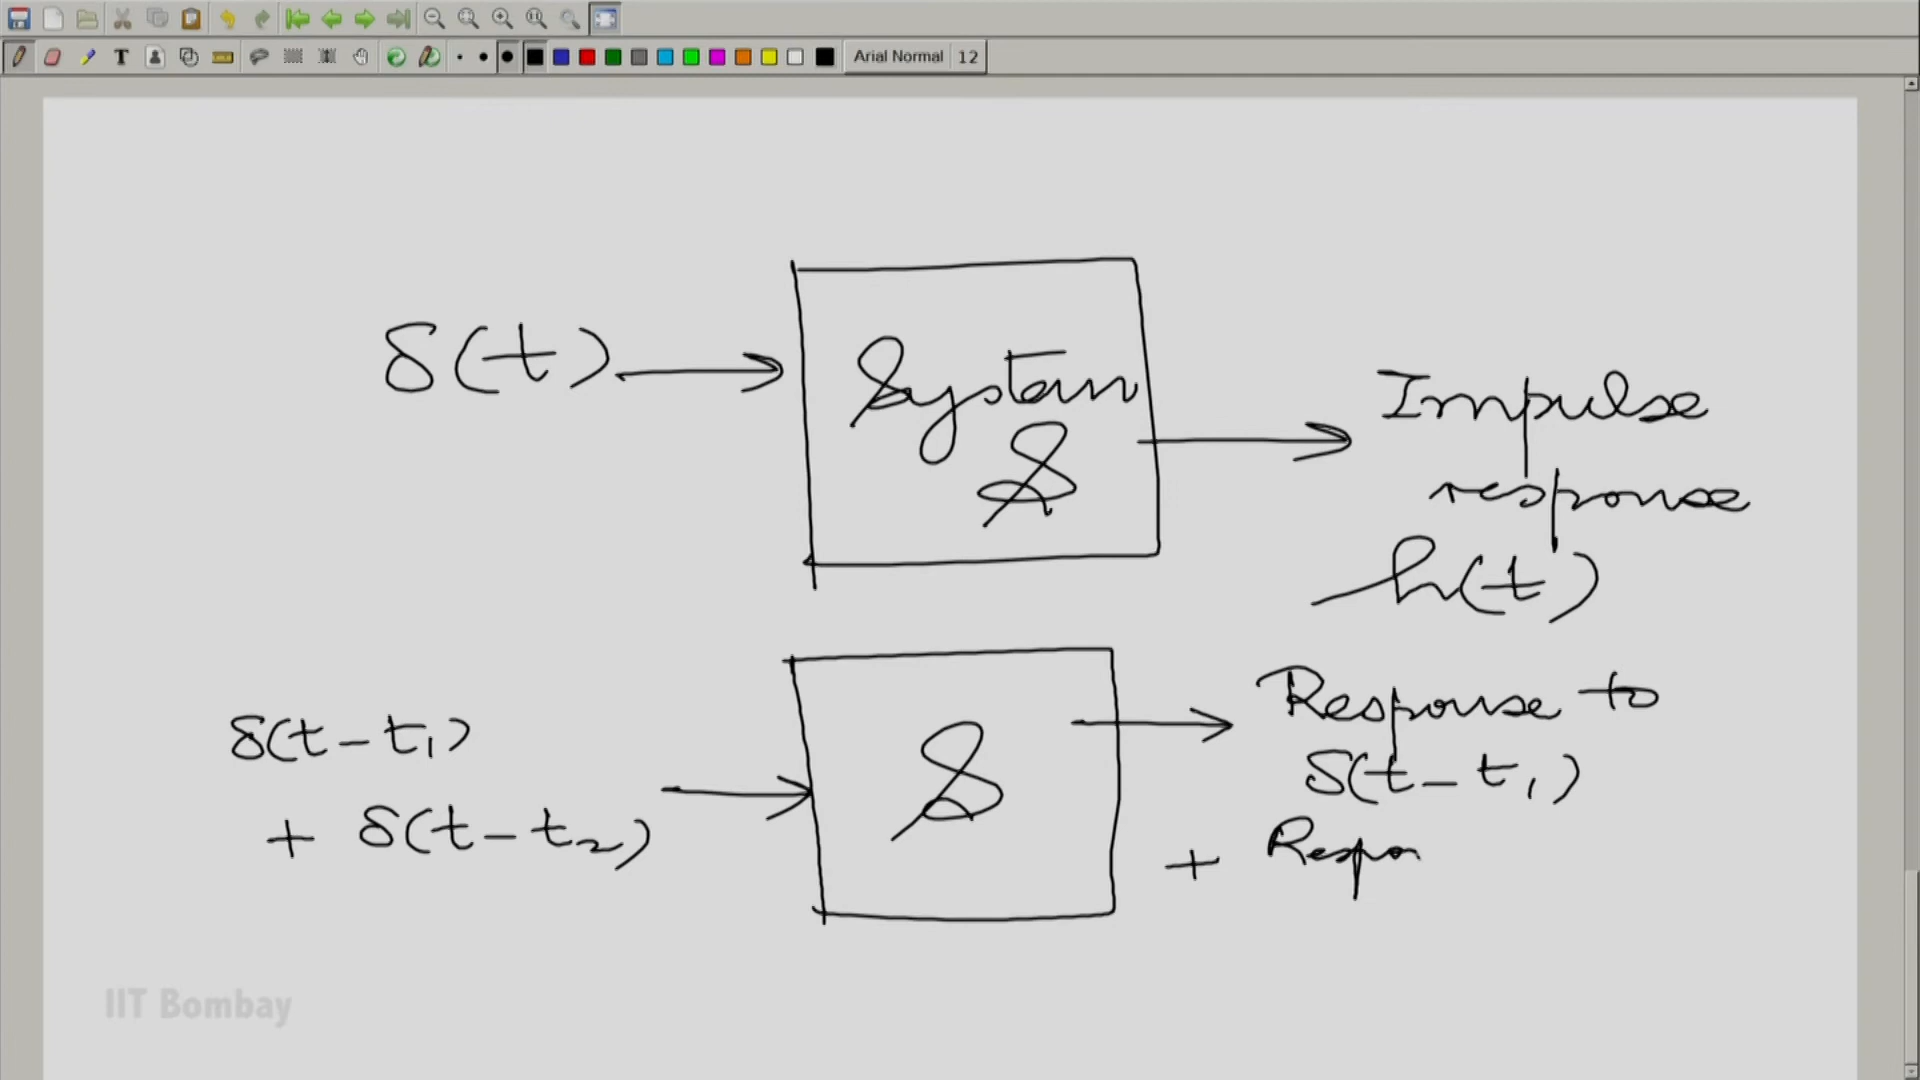 T Arial Normal 12
δ(t) System S
Impulse
response
h(t)
δ(t-t₁)
+ δ(t-t₂)
S
Response to
δ(t-t₁)
+ Respon
IIT Bombay